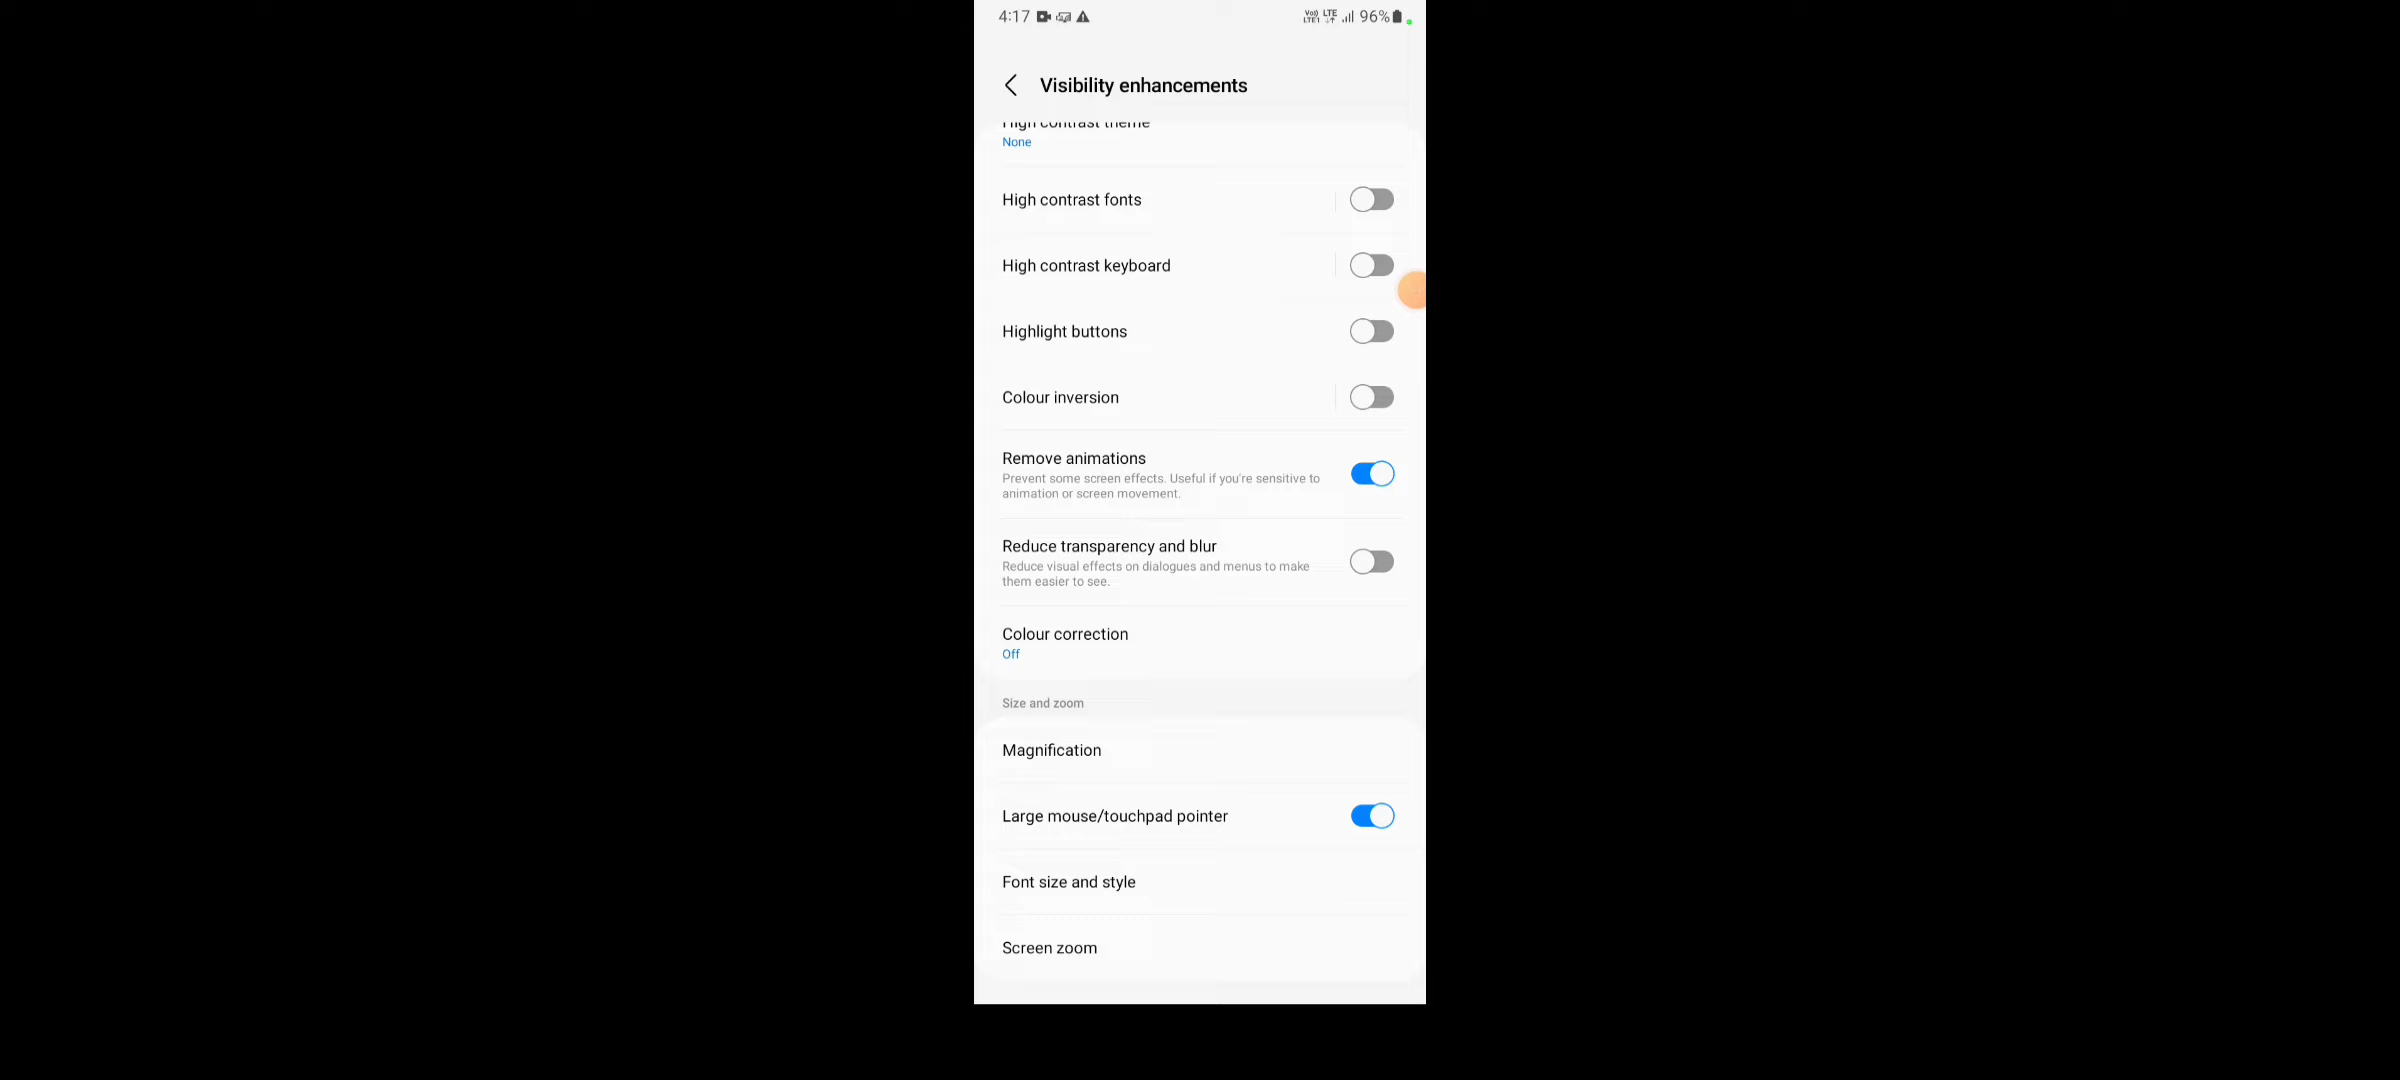 4:17 96%
Visibility enhancements
High contrast theme
None
High contrast fonts
High contrast keyboard
Highlight buttons
Colour inversion
Remove animations
Prevent some screen effects. Useful if you're sensitive to
animation or screen movement.
Reduce transparency and blur
Reduce visual effects on dialogues and menus to make
them easier to see.
Colour correction
Off
Size and zoom
Magnification
Large mouse/touchpad pointer
Font size and style
Screen zoom